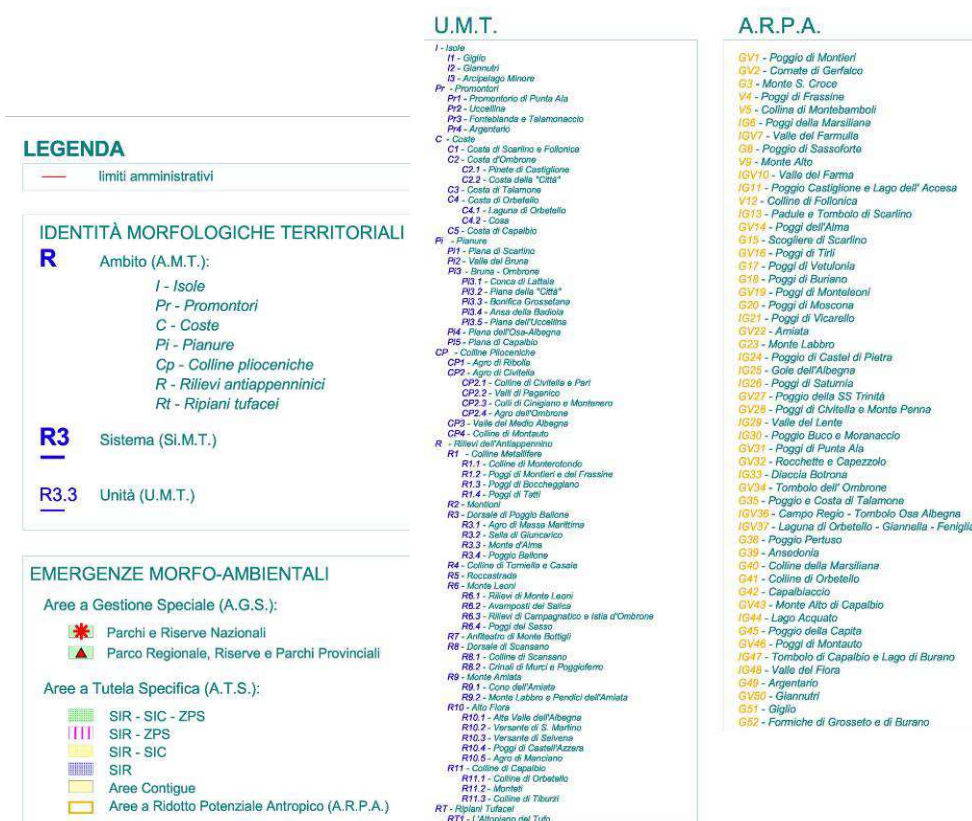 LEGENDA
limiti amministrativi
IDENTITÀ MORFOLOGICHE TERRITORIALI
R Ambito (A.M.T.):
I - Isole
Pr - Promontori
C - Coste
Pi - Pianure
Cp - Colline plioceniche
R - Rilievi antiappenninici
Rt - Ripiani tufacei
R3 Sistema (Si.M.T.)
R3.3 Unità (U.M.T.)
EMERGENZE MORFO-AMBIENTALI
Aree a Gestione Speciale (A.G.S.):
Parchi e Riserve Nazionali
Parco Regionale, Riserve e Parchi Provinciali
Aree a Tutela Specifica (A.T.S.):
SIR - SIC - ZPS
SIR - ZPS
SIR - SIC
SIR
Aree Contigue
Aree a Ridotto Potenziale Antropico (A.R.P.A.)
U.M.T.
I - Isole
I1 - Giglio
I2 - Giannutri
I3 - Arcipelago Minore
Pr - Promontori
Pr1 - Promontorio di Punta Ala
Pr2 - Uccellina
Pr3 - Fonteblanda e Talamonaccio
Pr4 - Argentario
C - Coste
C1 - Costa di Scarlino e Follonica
C2 - Costa d'Ombrone
C2.1 - Pinete di Castiglione
C2.2 - Costa della "Città"
C3 - Costa di Talamone
C4 - Costa di Orbetello
C4.1 - Laguna di Orbetello
C4.2 - Cosa
C5 - Costa di Capalbio
Pi - Pianure
Pi1 - Piana di Scarlino
Pi2 - Valle del Bruna
Pi3 - Bruna - Ombrone
Pi3.1 - Conca di Lattaia
Pi3.2 - Piana della "Città"
Pi3.3 - Bonifica Grossetana
Pi3.4 - Ansa della Badiola
Pi3.5 - Piana dell'Uccellina
Pi4 - Piana dell'Osa-Albegna
Pi5 - Piana di Capalbio
CP - Colline Plioceniche
CP1 - Agro di Ribolla
CP2 - Agro di Civitella
CP2.1 - Colline di Civitella e Pari
CP2.2 - Valli di Paganico
CP2.3 - Colli di Cinigiano e Montenero
CP2.4 - Agro dell'Ombrone
CP3 - Valle del Medio Albegna
CP4 - Colline di Montauto
R - Rilievi dell'Antiappennino
R1 - Colline Metallifere
R1.1 - Colline di Monterotondo
R1.2 - Poggi di Montieri e del Frassine
R1.3 - Poggi di Boccheggiano
R1.4 - Poggi di Tatti
R2 - Montioni
R3 - Dorsale di Poggio Ballone
R3.1 - Agro di Massa Marittima
R3.2 - Sella di Giuncarico
R3.3 - Monte d'Alma
R3.4 - Poggio Ballone
R4 - Colline di Torniella e Casale
R5 - Roccastrada
R6 - Monte Leoni
R6.1 - Rilievi di Monte Leoni
R6.2 - Avamposti del Salica
R6.3 - Rilievi di Campagnatico e Istia d'Ombrone
R6.4 - Poggi del Sasso
R7 - Anfiteatro di Monte Bottigli
R8 - Dorsale di Scansano
R8.1 - Colline di Scansano
R8.2 - Crinali di Murci e Poggioferro
R9 - Monte Amiata
R9.1 - Cono dell'Amiata
R9.2 - Monte Labbro e Pendici dell'Amiata
R10 - Alto Fiora
R10.1 - Alta Valle dell'Albegna
R10.2 - Versante di S. Martino
R10.3 - Versante di Selvena
R10.4 - Poggi di Castell'Azzara
R10.5 - Agro di Manciano
R11 - Colline di Capalbio
R11.1 - Colline di Orbetello
R11.2 - Monteti
R11.3 - Colline di Tiburzi
RT - Ripiani Tufacei
RT1 - L'Altopiano del Tufo
A.R.P.A.
GV1 - Poggio di Montieri
GV2 - Cornate di Gerfalco
G3 - Monte S. Croce
V4 - Poggi di Frassine
V5 - Collina di Montebamboli
IG6 - Poggi della Marsiliana
IGV7 - Valle del Farmulla
G8 - Poggio di Sassoforte
V9 - Monte Alto
IGV10 - Valle del Farma
IG11 - Poggio Castiglione e Lago dell' Accesa
V12 - Colline di Follonica
IG13 - Padule e Tombolo di Scarlino
GV14 - Poggi dell'Alma
G15 - Scogliere di Scarlino
GV16 - Poggi di Tirli
G17 - Poggi di Vetulonia
G18 - Poggi di Buriano
GV19 - Poggi di Monteleoni
G20 - Poggi di Moscona
IG21 - Poggi di Vicarello
GV22 - Amiata
G23 - Monte Labbro
IG24 - Poggio di Castel di Pietra
IG25 - Gole dell'Albegna
IG26 - Poggi di Saturnia
GV27 - Poggio della SS Trinità
GV28 - Poggi di Civitella e Monte Penna
IG29 - Valle del Lente
IG30 - Poggio Buco e Moranaccio
GV31 - Poggi di Punta Ala
GV32 - Rocchette e Capezzolo
IG33 - Diaccia Botrona
GV34 - Tombolo dell' Ombrone
G35 - Poggio e Costa di Talamone
IGV36 - Campo Regio - Tombolo Osa Albegna
IGV37 - Laguna di Orbetello - Giannella - Feniglia
G38 - Poggio Pertuso
G39 - Ansedonia
G40 - Colline della Marsiliana
G41 - Colline di Orbetello
G42 - Capalbiaccio
GV43 - Monte Alto di Capalbio
IG44 - Lago Acquato
G45 - Poggio della Capita
GV46 - Poggi di Montauto
IG47 - Tombolo di Capalbio e Lago di Burano
IG48 - Valle del Fiora
G49 - Argentario
GV50 - Giannutri
G51 - Giglio
G52 - Formiche di Grosseto e di Burano